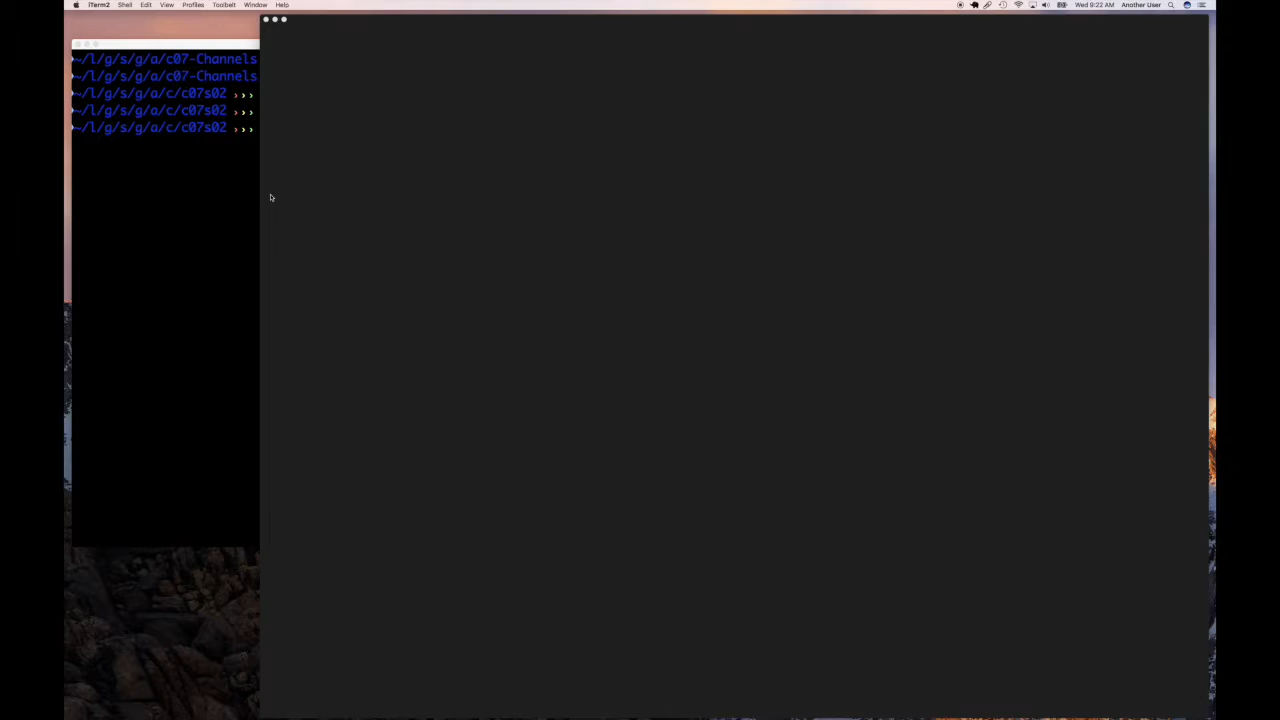 iTerm2 Shell Edit View Profiles Toolbelt Window Help Wed 9:22 AM Another User
~/l/g/s/g/a/c07-Channels
~/l/g/s/g/a/c07-Channels
~/l/g/s/g/a/c/c07s02 ›››
~/l/g/s/g/a/c/c07s02 ›››
~/l/g/s/g/a/c/c07s02 ›››